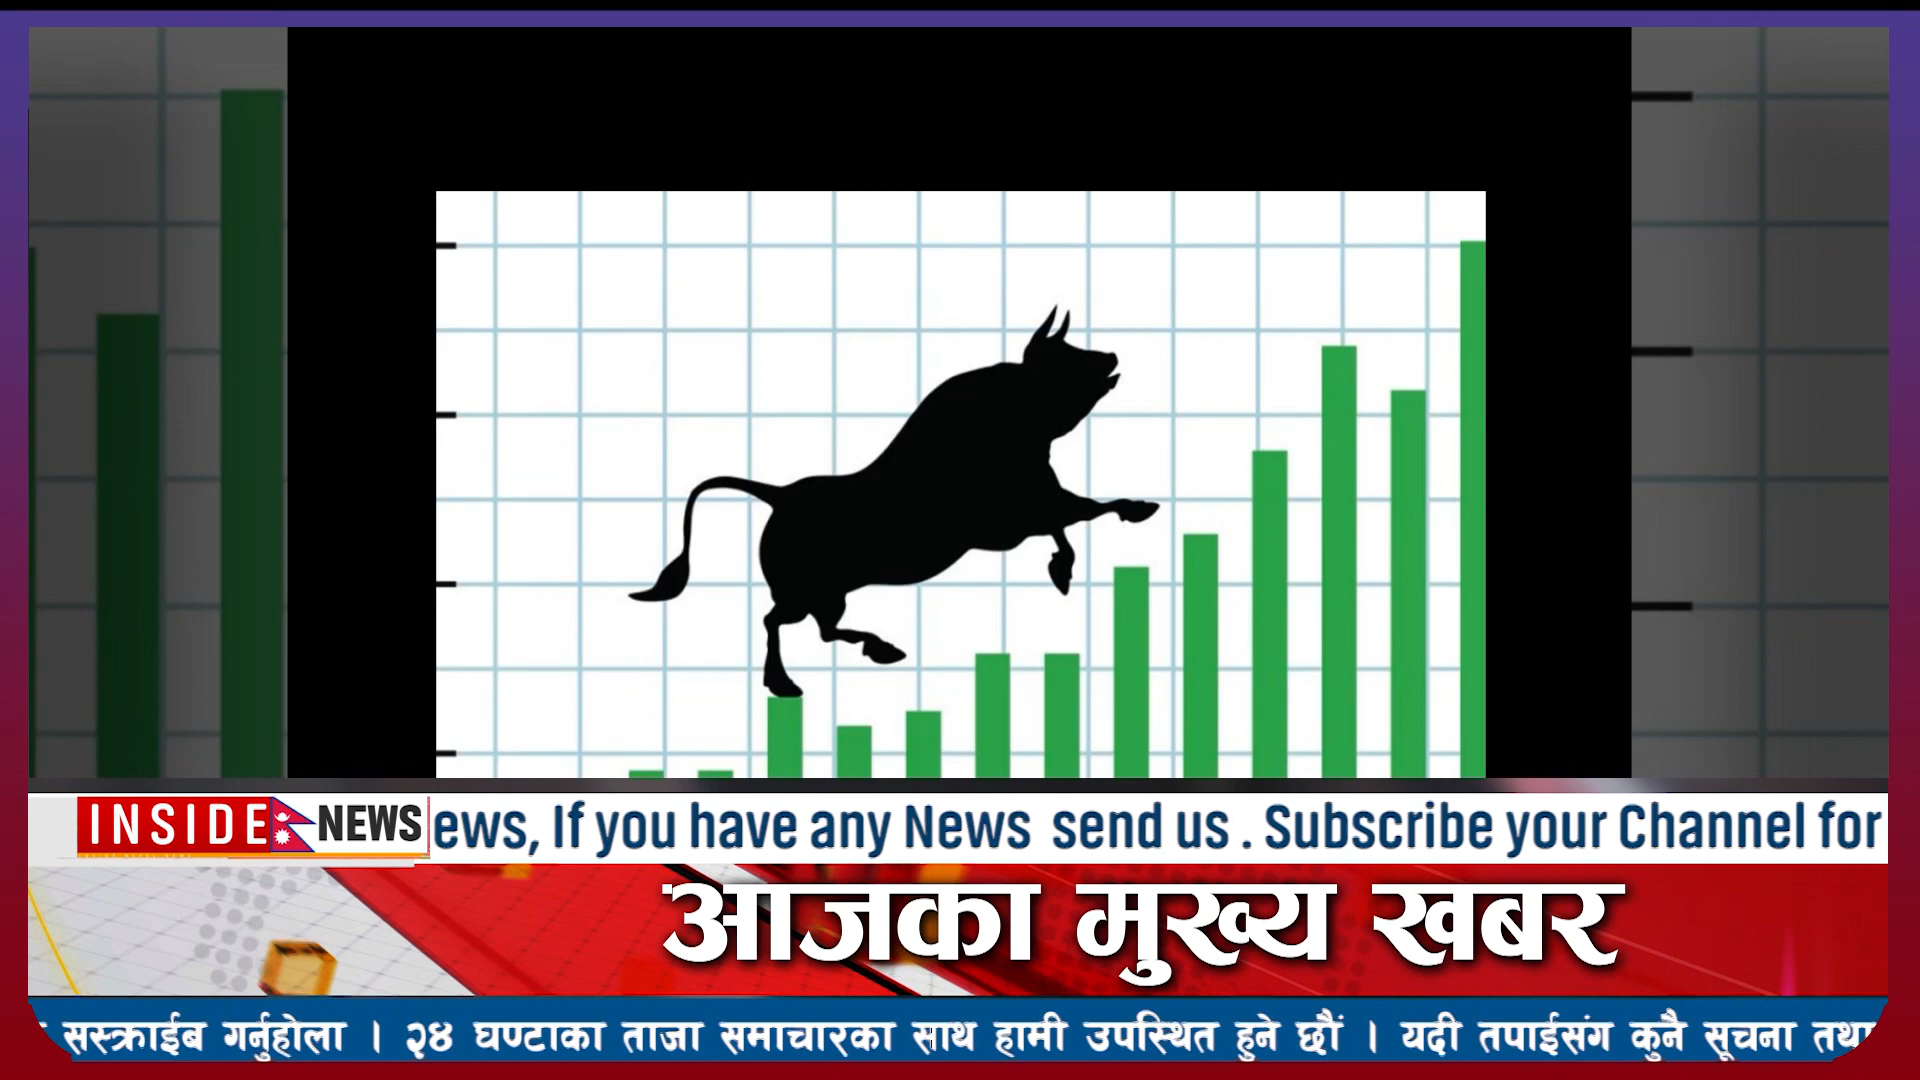 INSIDE NEWS
ews, If you have any News send us . Subscribe your Channel for
आजका मुख्य खबर
सस्क्राईब गर्नुहोला । २४ घण्टाका ताजा समाचारका साथ हामी उपस्थित हुने छौं । यदी तपाईसंग कुनै सूचना तथा